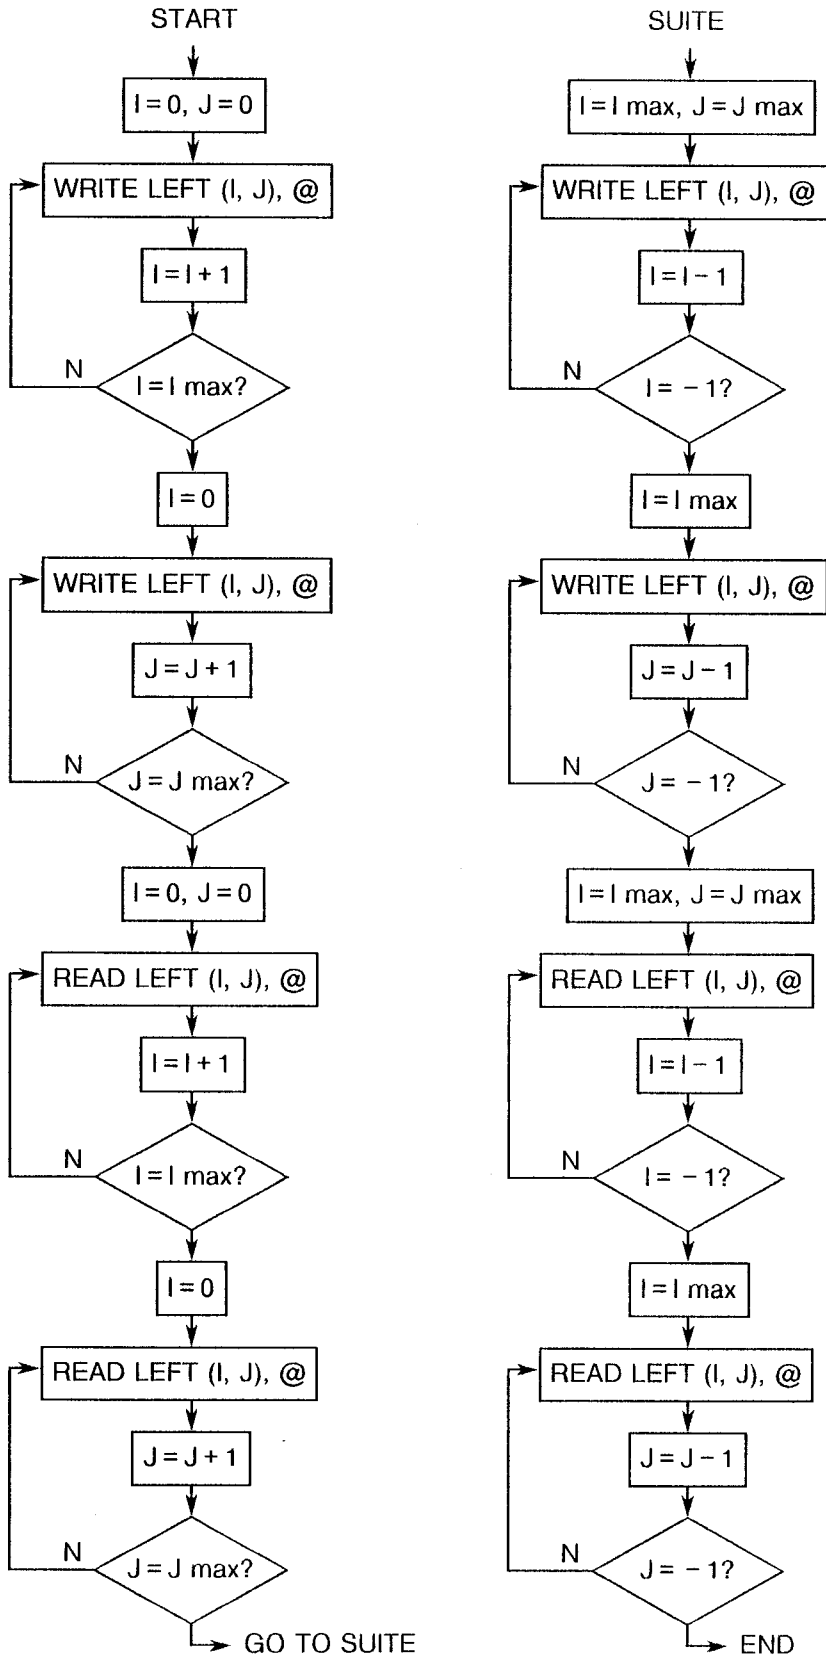 START
I = 0, J = 0
WRITE LEFT (I, J), @
I = I + 1
N
I = I max?
I = 0
WRITE LEFT (I, J), @
J = J + 1
N
J = J max?
I = 0, J = 0
READ LEFT (I, J), @
I = I + 1
N
I = I max?
I = 0
READ LEFT (I, J), @
J = J + 1
N
J = J max?
GO TO SUITE
SUITE
I = I max, J = J max
WRITE LEFT (I, J), @
I = I - 1
N
I = - 1?
I = I max
WRITE LEFT (I, J), @
J = J - 1
N
J = - 1?
I = I max, J = J max
READ LEFT (I, J), @
I = I - 1
N
I = - 1?
I = I max
READ LEFT (I, J), @
J = J - 1
N
J = - 1?
END